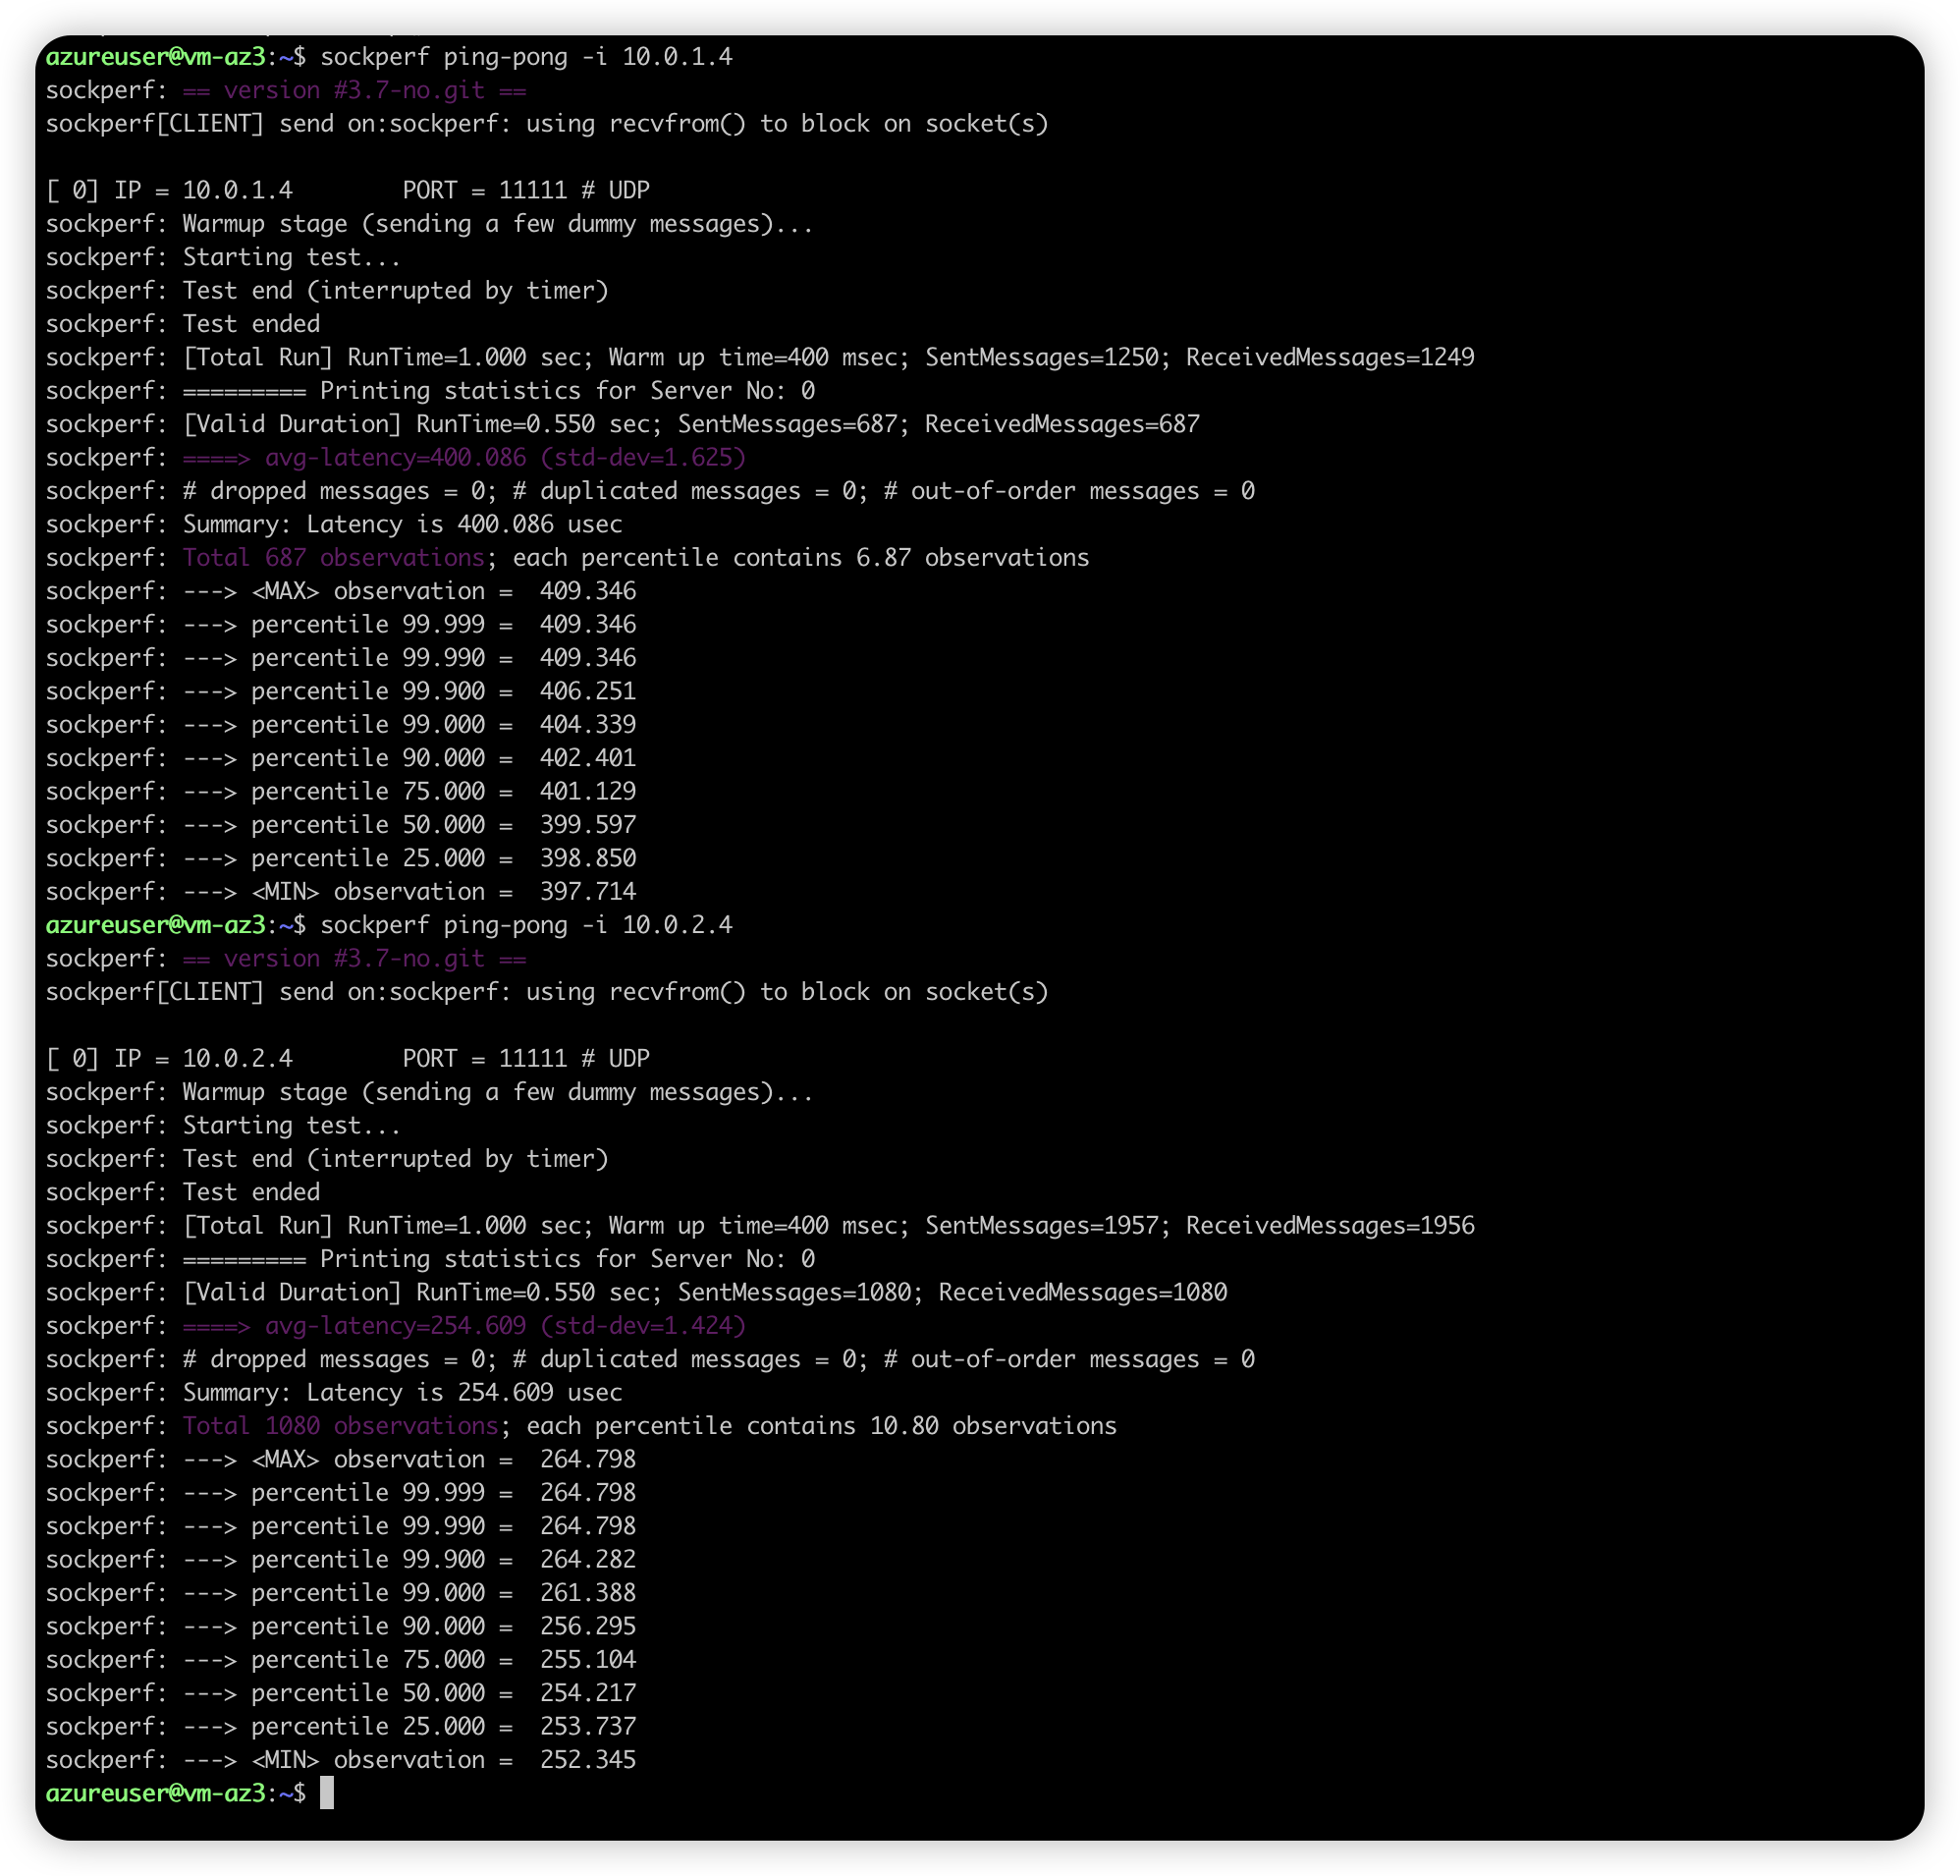 azureuser@vm-az3:~$ sockperf ping-pong -i 10.0.1.4
sockperf: == version #3.7-no.git ==
sockperf[CLIENT] send on:sockperf: using recvfrom() to block on socket(s)
[ 0] IP = 10.0.1.4        PORT = 11111 # UDP
sockperf: Warmup stage (sending a few dummy messages)...
sockperf: Starting test...
sockperf: Test end (interrupted by timer)
sockperf: Test ended
sockperf: [Total Run] RunTime=1.000 sec; Warm up time=400 msec; SentMessages=1250; ReceivedMessages=1249
sockperf: ========= Printing statistics for Server No: 0
sockperf: [Valid Duration] RunTime=0.550 sec; SentMessages=687; ReceivedMessages=687
sockperf: ====> avg-latency=400.086 (std-dev=1.625)
sockperf: # dropped messages = 0; # duplicated messages = 0; # out-of-order messages = 0
sockperf: Summary: Latency is 400.086 usec
sockperf: Total 687 observations; each percentile contains 6.87 observations
sockperf: ---> <MAX> observation =  409.346
sockperf: ---> percentile 99.999 =  409.346
sockperf: ---> percentile 99.990 =  409.346
sockperf: ---> percentile 99.900 =  406.251
sockperf: ---> percentile 99.000 =  404.339
sockperf: ---> percentile 90.000 =  402.401
sockperf: ---> percentile 75.000 =  401.129
sockperf: ---> percentile 50.000 =  399.597
sockperf: ---> percentile 25.000 =  398.850
sockperf: ---> <MIN> observation =  397.714
azureuser@vm-az3:~$ sockperf ping-pong -i 10.0.2.4
sockperf: == version #3.7-no.git ==
sockperf[CLIENT] send on:sockperf: using recvfrom() to block on socket(s)
[ 0] IP = 10.0.2.4        PORT = 11111 # UDP
sockperf: Warmup stage (sending a few dummy messages)...
sockperf: Starting test...
sockperf: Test end (interrupted by timer)
sockperf: Test ended
sockperf: [Total Run] RunTime=1.000 sec; Warm up time=400 msec; SentMessages=1957; ReceivedMessages=1956
sockperf: ========= Printing statistics for Server No: 0
sockperf: [Valid Duration] RunTime=0.550 sec; SentMessages=1080; ReceivedMessages=1080
sockperf: ====> avg-latency=254.609 (std-dev=1.424)
sockperf: # dropped messages = 0; # duplicated messages = 0; # out-of-order messages = 0
sockperf: Summary: Latency is 254.609 usec
sockperf: Total 1080 observations; each percentile contains 10.80 observations
sockperf: ---> <MAX> observation =  264.798
sockperf: ---> percentile 99.999 =  264.798
sockperf: ---> percentile 99.990 =  264.798
sockperf: ---> percentile 99.900 =  264.282
sockperf: ---> percentile 99.000 =  261.388
sockperf: ---> percentile 90.000 =  256.295
sockperf: ---> percentile 75.000 =  255.104
sockperf: ---> percentile 50.000 =  254.217
sockperf: ---> percentile 25.000 =  253.737
sockperf: ---> <MIN> observation =  252.345
azureuser@vm-az3:~$